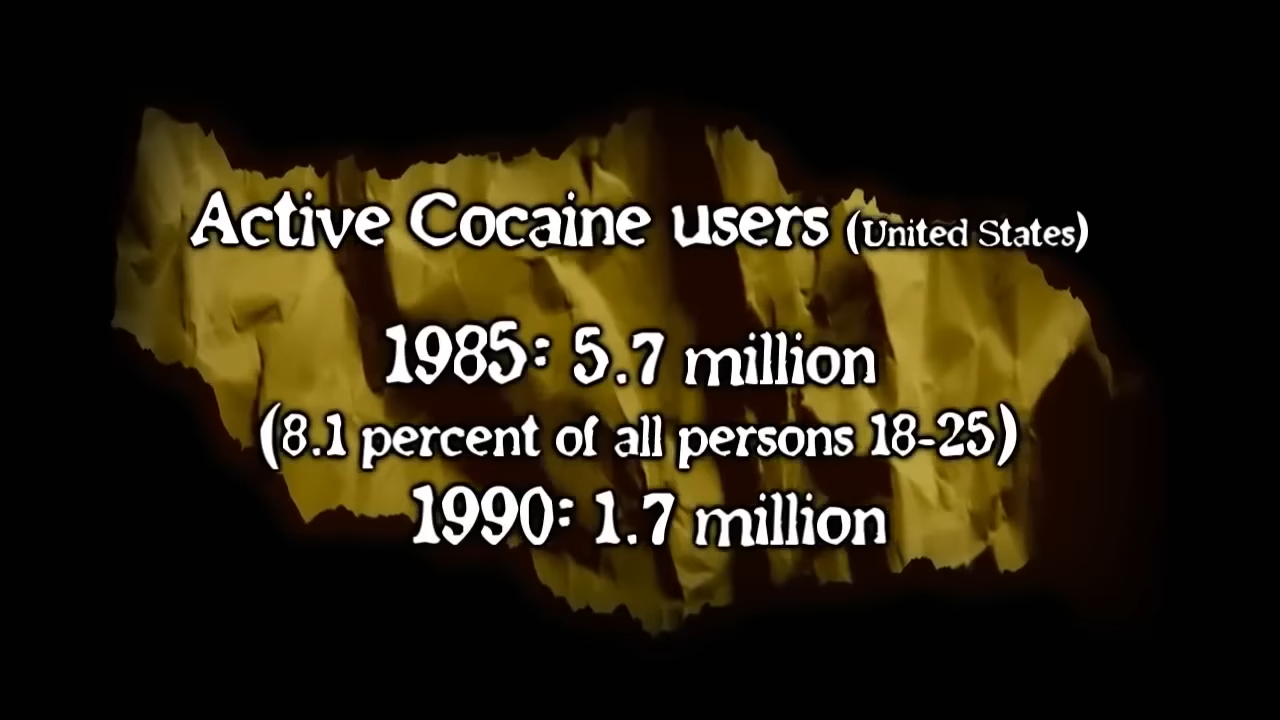 Active Cocaine users (United States)
1985: 5.7 million
(8.1 percent of all persons 18-25)
1990: 1.7 million